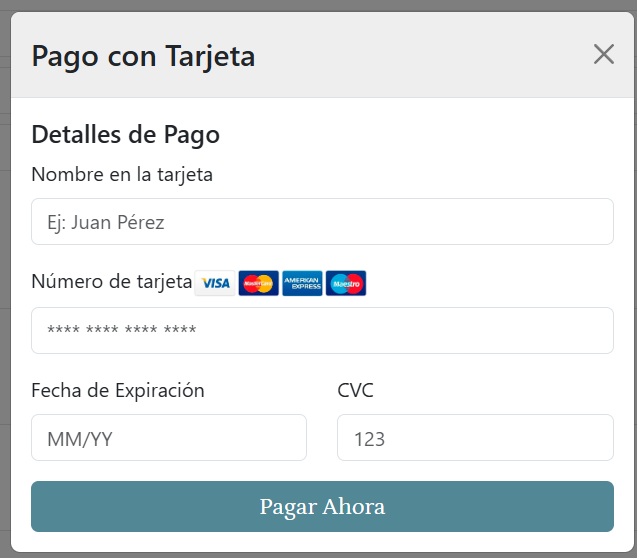 Pago con Tarjeta
Detalles de Pago
Nombre en la tarjeta
Ej: Juan Pérez
Número de tarjeta VISA MasterCard AMERICAN EXPRESS Maestro
**** **** **** ****
Fecha de Expiración CVC
MM/YY 123
Pagar Ahora